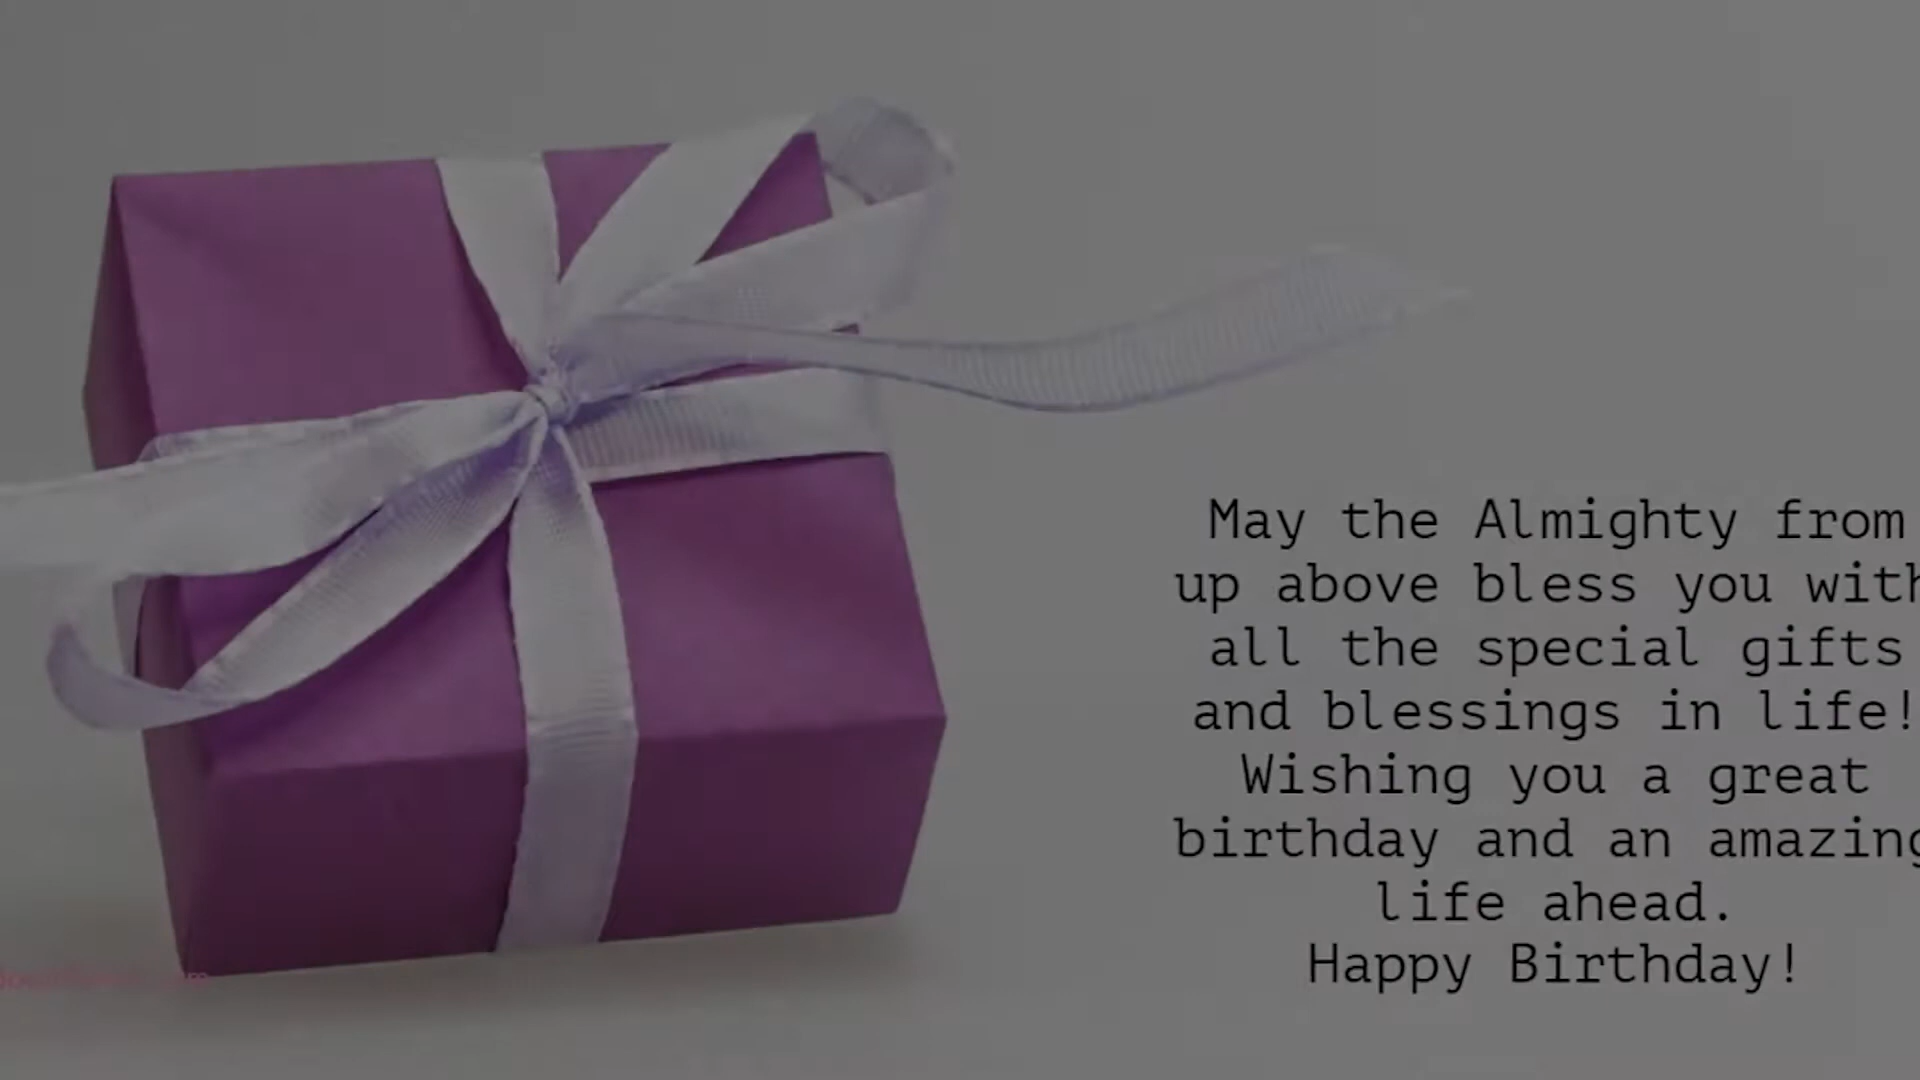 May the Almighty from
up above bless you with
all the special gifts
and blessings in life!
Wishing you a great
birthday and an amazing
life ahead.
Happy Birthday!